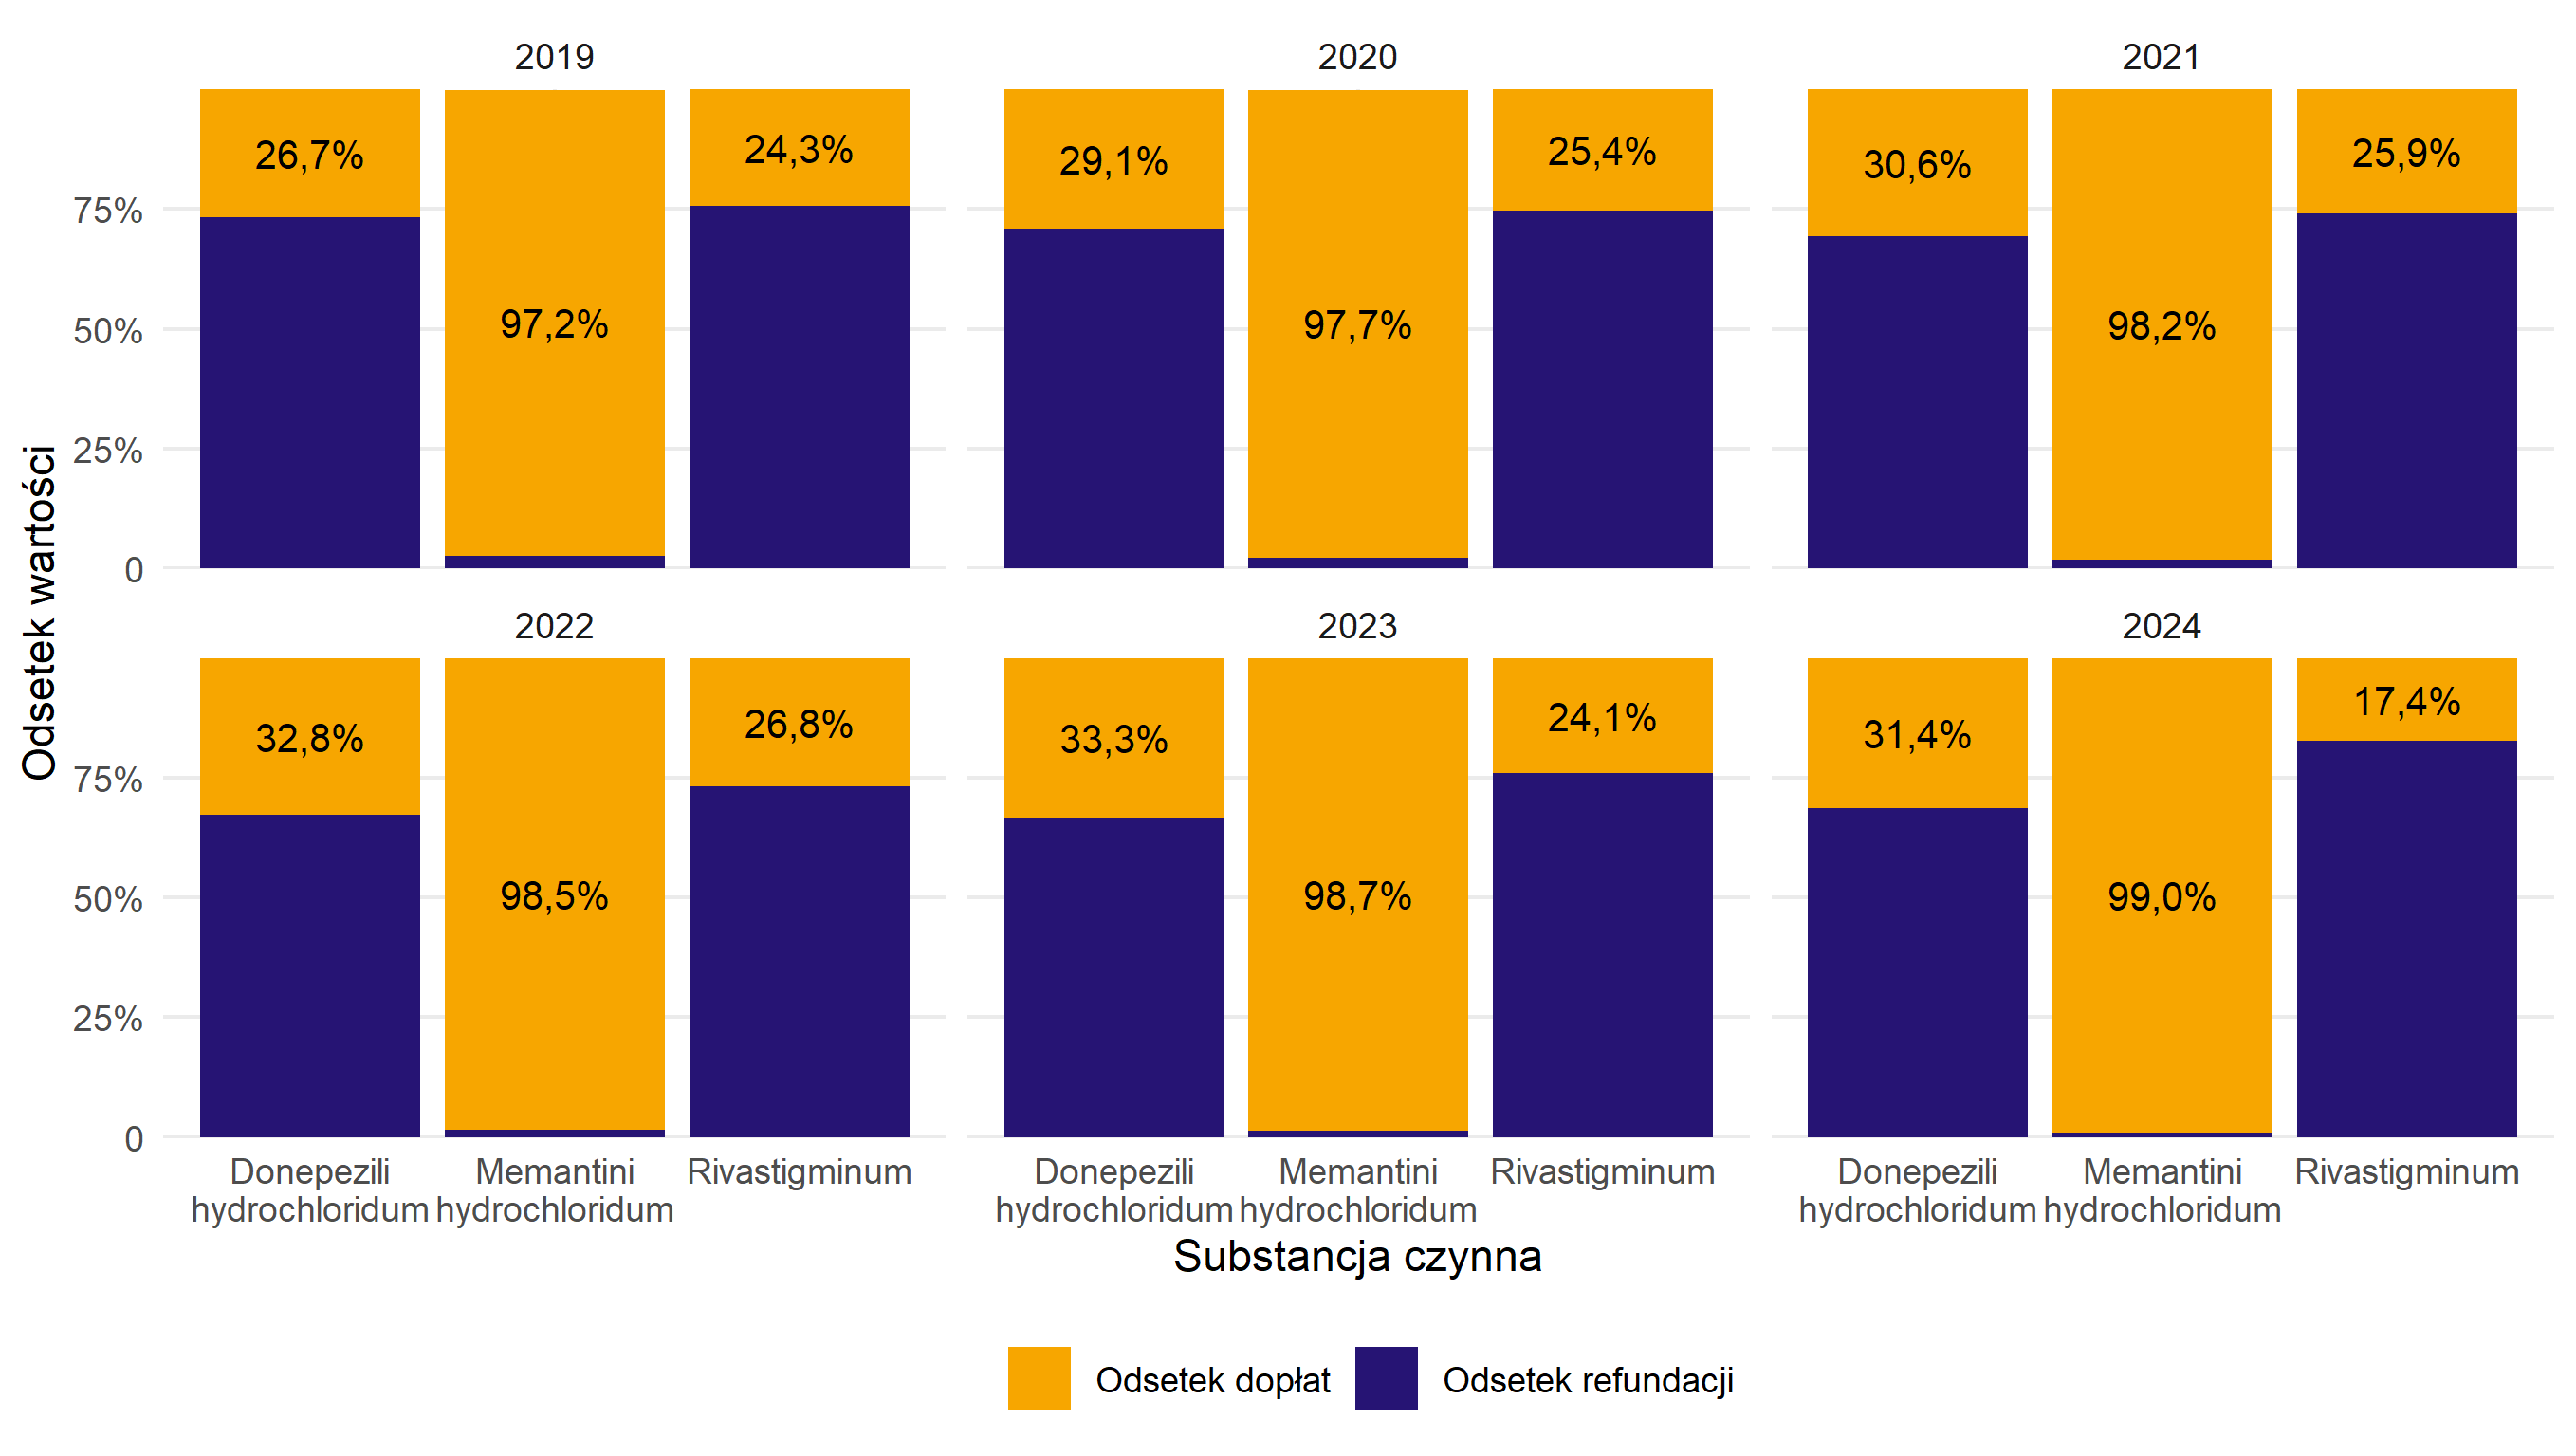 2019
2020
2021
26,7%
97,2%
24,3%
29,1%
97,7%
25,4%
30,6%
98,2%
25,9%
75%
50%
25%
0
Odsetek wartości
2022
2023
2024
32,8%
98,5%
26,8%
33,3%
98,7%
24,1%
31,4%
99,0%
17,4%
75%
50%
25%
0
Donepezili
hydrochloridum
Memantini
hydrochloridum
Rivastigminum
Donepezili
hydrochloridum
Memantini
hydrochloridum
Rivastigminum
Donepezili
hydrochloridum
Memantini
hydrochloridum
Rivastigminum
Substancja czynna
Odsetek dopłat
Odsetek refundacji